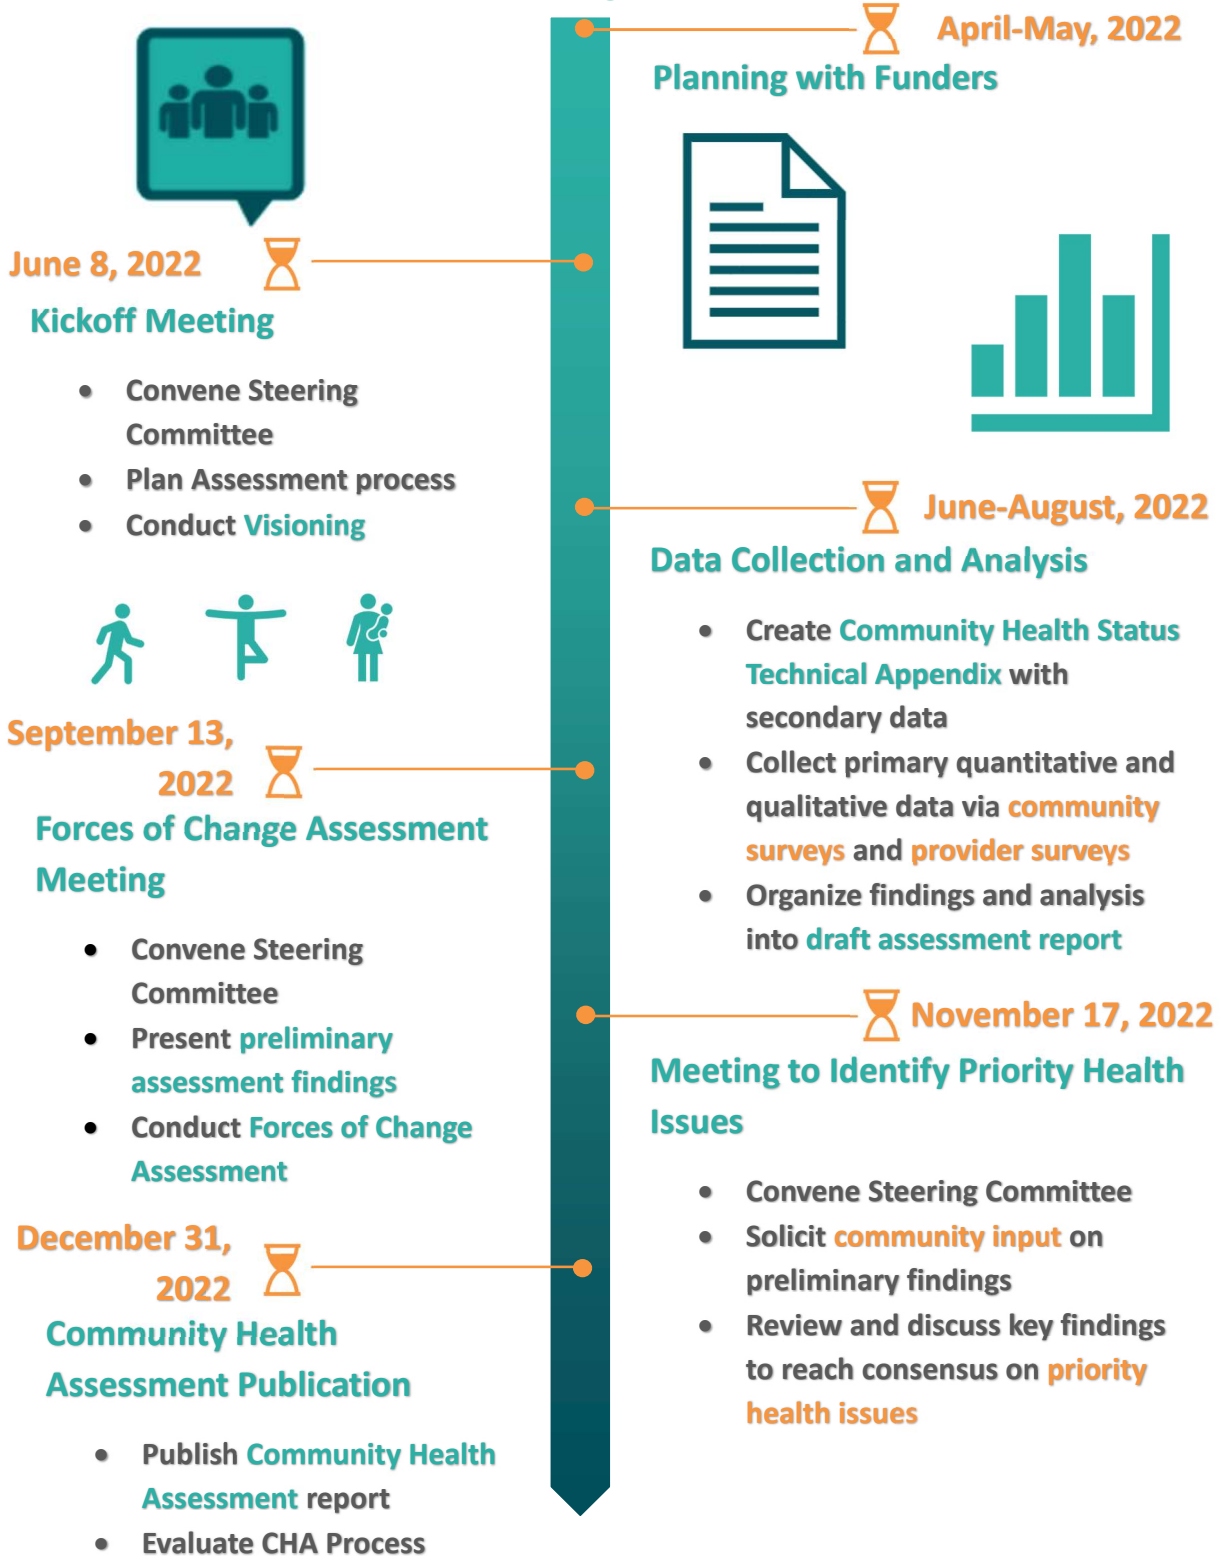 April-May, 2022
Planning with Funders
June 8, 2022
Kickoff Meeting
• Convene Steering
Committee
• Plan Assessment process
• Conduct Visioning
June-August, 2022
Data Collection and Analysis
• Create Community Health Status
Technical Appendix with
secondary data
• Collect primary quantitative and
qualitative data via community
surveys and provider surveys
• Organize findings and analysis
into draft assessment report
September 13,
2022
Forces of Change Assessment
Meeting
• Convene Steering
Committee
• Present preliminary
assessment findings
• Conduct Forces of Change
Assessment
November 17, 2022
Meeting to Identify Priority Health
Issues
• Convene Steering Committee
• Solicit community input on
preliminary findings
• Review and discuss key findings
to reach consensus on priority
health issues
December 31,
2022
Community Health
Assessment Publication
• Publish Community Health
Assessment report
• Evaluate CHA Process